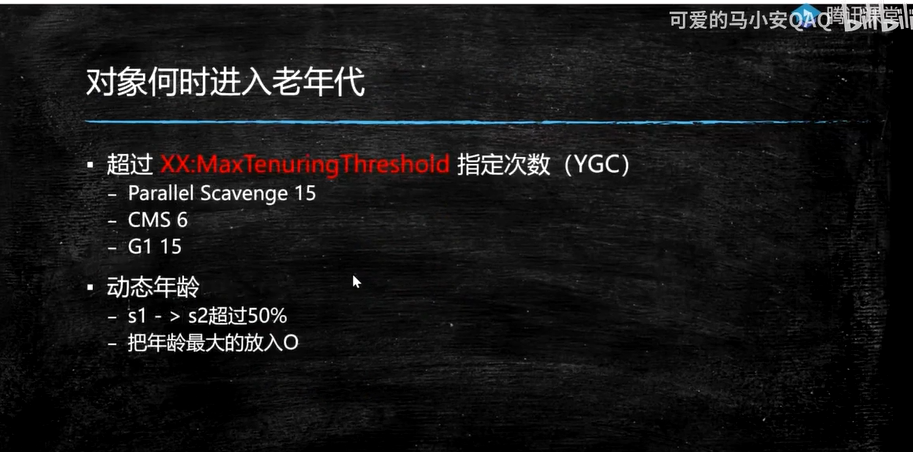 可爱的马小安QAQ
腾讯课堂
bilibili
对象何时进入老年代
▪ 超过 XX:MaxTenuringThreshold 指定次数（YGC）
– Parallel Scavenge 15
– CMS 6
– G1 15
▪ 动态年龄
– s1 - > s2超过50%
– 把年龄最大的放入O